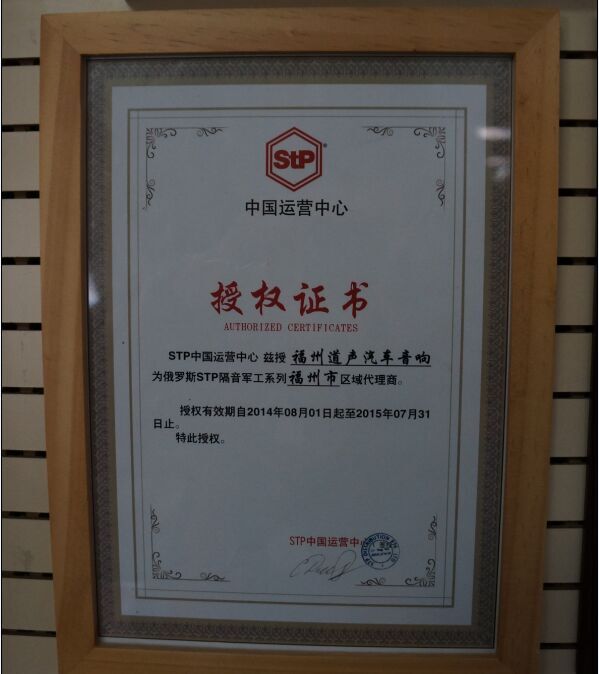 StP®
中国运营中心
授权证书
AUTHORIZED CERTIFICATES
STP中国运营中心 兹授 福州道声汽车音响
为俄罗斯STP隔音军工系列福州市区域代理商。
授权有效期自2014年08月01日起至2015年07月31
日止。
特此授权。
STP中国运营中心
STP DISTRIBUTION